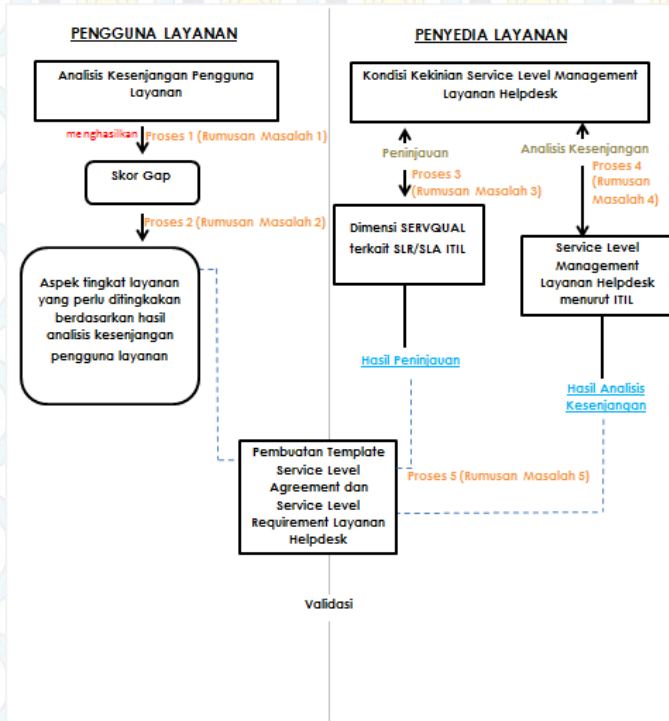 PENGGUNA LAYANAN
Analisis Kesenjangan Pengguna
Layanan
menghasilkan
Proses 1 (Rumusan Masalah 1)
Skor Gap
Proses 2 (Rumusan Masalah 2)
Aspek tingkat layanan
yang perlu ditingkakan
berdasarkan hasil
analisis kesenjangan
pengguna layanan
PENYEDIA LAYANAN
Kondisi Kekinian Service Level Management
Layanan Helpdesk
Peninjauan
Proses 3
(Rumusan Masalah 3)
Analisis Kesenjangan
Proses 4
(Rumusan
Masalah 4)
Dimensi SERVQUAL
terkait SLR/SLA ITIL
Service Level
Management
Layanan Helpdesk
menurut ITIL
Hasil Peninjauan
Hasil Analisis
Kesenjangan
Pembuatan Template
Service Level
Agreement dan
Service Level
Requirement Layanan
Helpdesk
Proses 5 (Rumusan Masalah 5)
Validasi